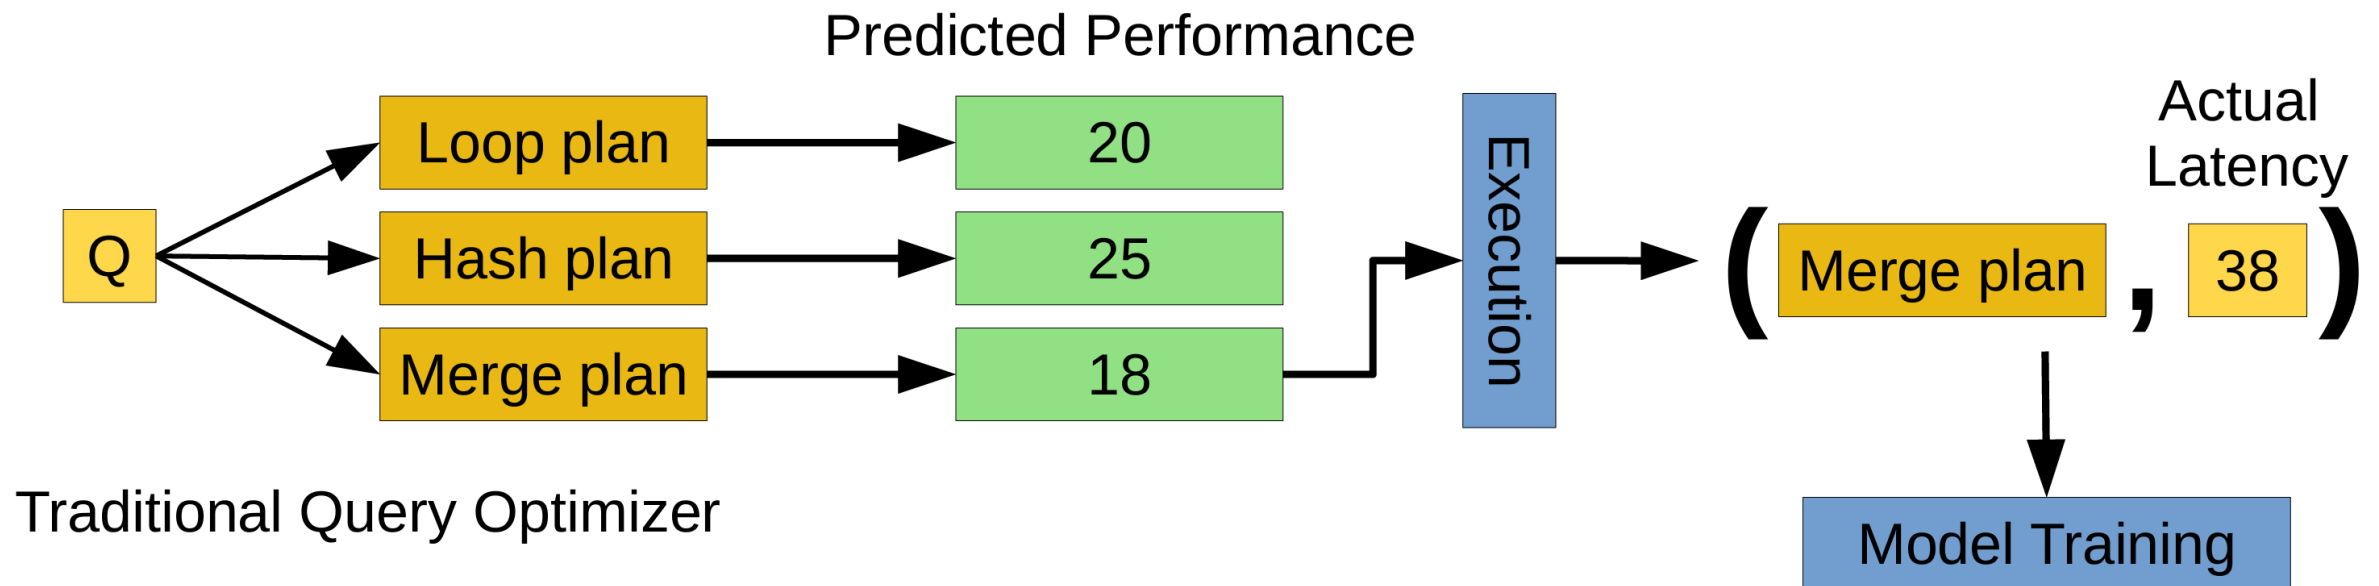 Predicted Performance
Loop plan
20
Actual
Latency
Q
Hash plan
25
Execution
( Merge plan , 38 )
Merge plan
18
Traditional Query Optimizer
Model Training